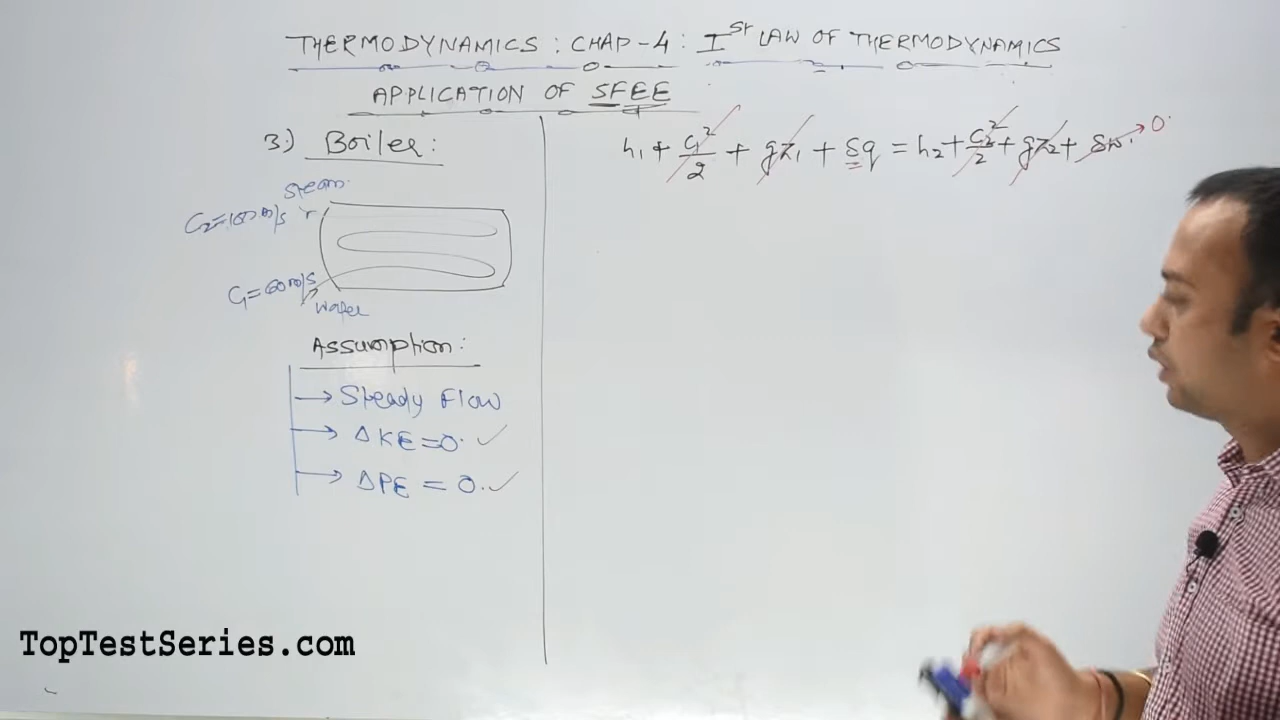 THERMODYNAMICS : CHAP-4 : Ist LAW OF THERMODYNAMICS
APPLICATION OF SFEE
3.) Boiler:
Steam
C₂=100m/s
C₁=60m/s
Water
Assumption:
→ Steady Flow
→ ΔKE=0. ✓
→ ΔPE = 0. ✓
h₁ + C₁²/2 + gz₁ + δq = h₂ + C₂²/2 + gz₂ + δw → 0.
TopTestSeries.com